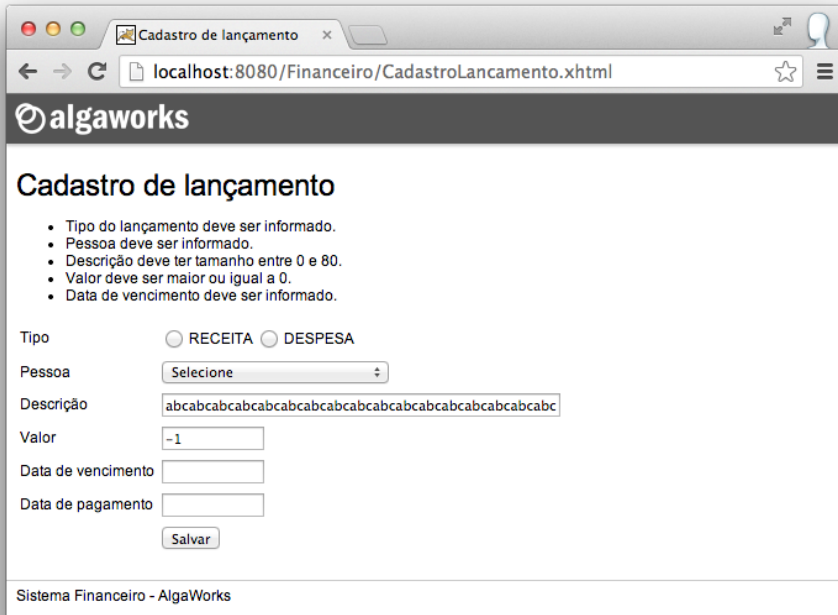 Cadastro de lançamento
localhost:8080/Financeiro/CadastroLancamento.xhtml
algaworks
Cadastro de lançamento
Tipo do lançamento deve ser informado.
Pessoa deve ser informado.
Descrição deve ter tamanho entre 0 e 80.
Valor deve ser maior ou igual a 0.
Data de vencimento deve ser informado.
Tipo RECEITA DESPESA
Pessoa Selecione
Descrição abcabcabcabcabcabcabcabcabcabcabcabcabcabcabcabcabcabc
Valor -1
Data de vencimento
Data de pagamento
Salvar
Sistema Financeiro - AlgaWorks